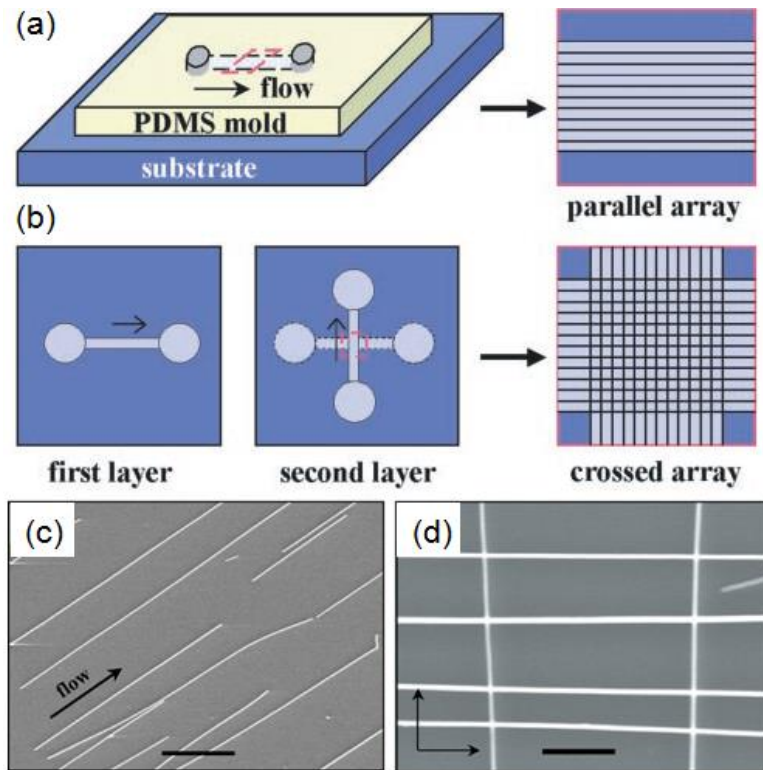 (a)
flow
PDMS mold
substrate
parallel array
(b)
first layer
second layer
crossed array
(c)
flow
(d)